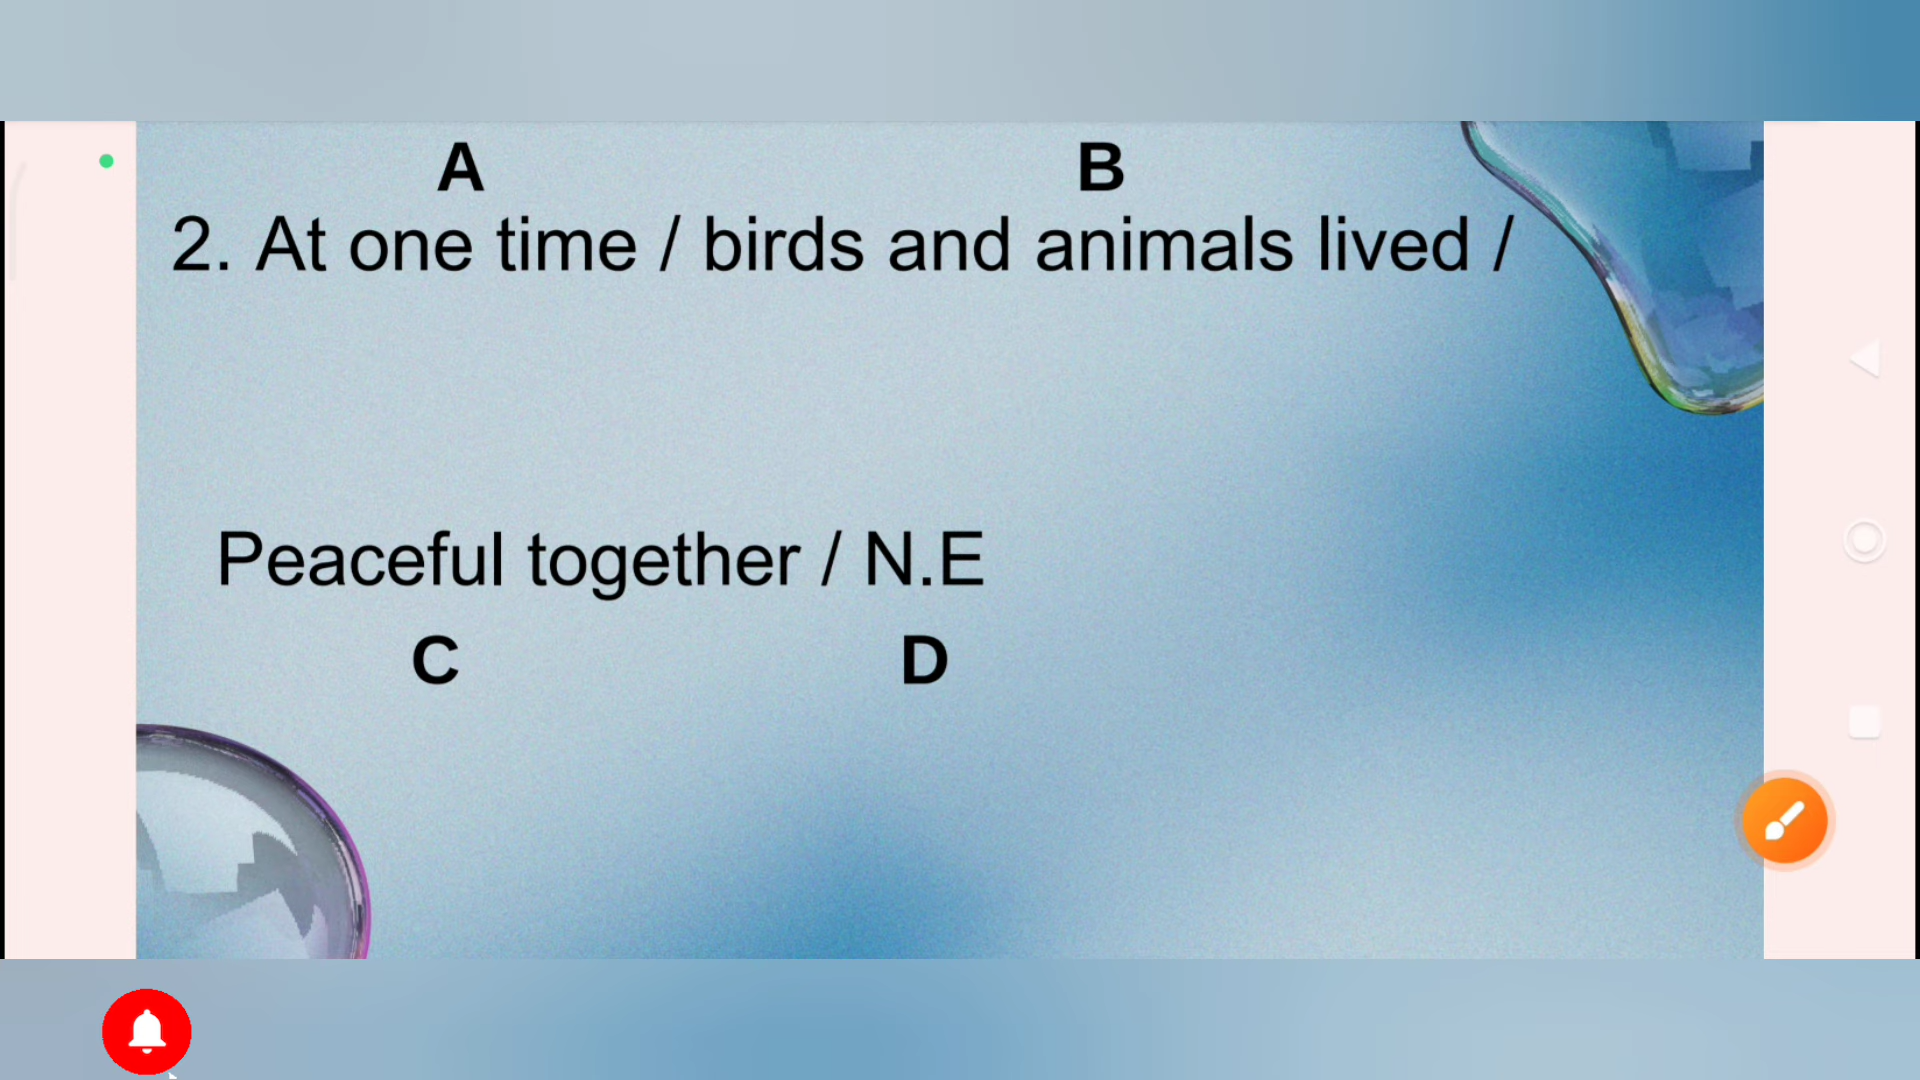 A B
2. At one time / birds and animals lived /
Peaceful together / N.E
C D